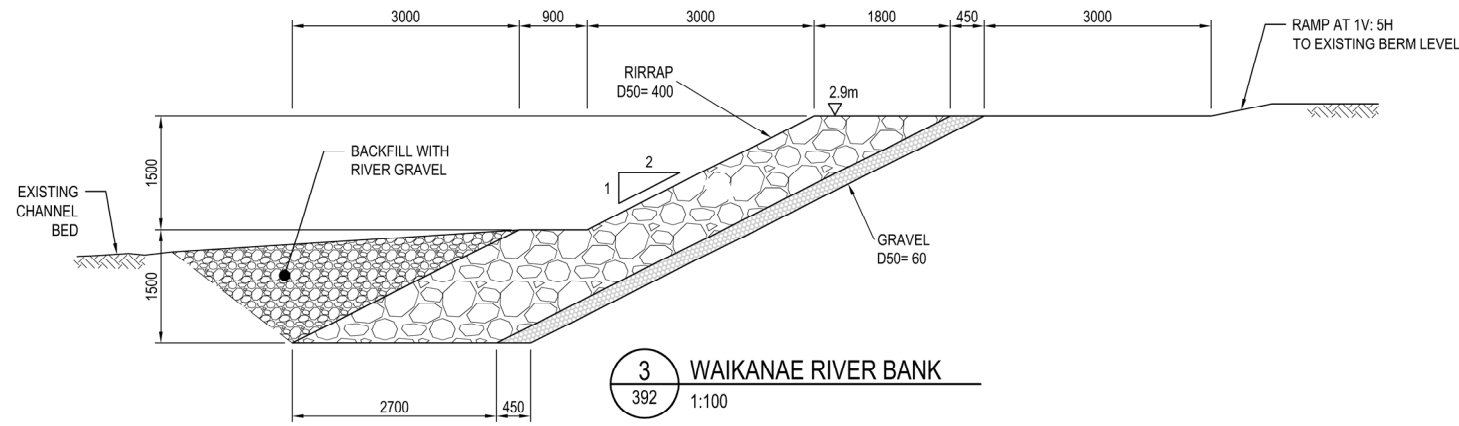 3000
900
3000
1800
450
3000
RAMP AT 1V: 5H
TO EXISTING BERM LEVEL
RIRRAP
D50= 400
2.9m
BACKFILL WITH
RIVER GRAVEL
2
1
1500
EXISTING
CHANNEL
BED
1500
GRAVEL
D50= 60
3
392
WAIKANAE RIVER BANK
1:100
2700
450